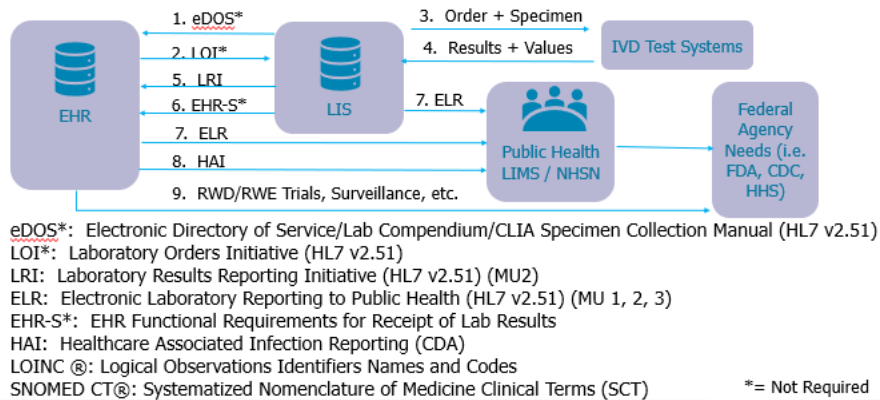 1. eDOS*
2. LOI*
5. LRI
6. EHR-S*
7. ELR
8. HAI
9. RWD/RWE Trials, Surveillance, etc.
EHR
LIS
3. Order + Specimen
4. Results + Values
7. ELR
IVD Test Systems
Public Health
LIMS / NHSN
Federal
Agency
Needs (i.e.
FDA, CDC,
HHS)
eDOS*: Electronic Directory of Service/Lab Compendium/CLIA Specimen Collection Manual (HL7 v2.51)
LOI*: Laboratory Orders Initiative (HL7 v2.51)
LRI: Laboratory Results Reporting Initiative (HL7 v2.51) (MU2)
ELR: Electronic Laboratory Reporting to Public Health (HL7 v2.51) (MU 1, 2, 3)
EHR-S*: EHR Functional Requirements for Receipt of Lab Results
HAI: Healthcare Associated Infection Reporting (CDA)
LOINC ®: Logical Observations Identifiers Names and Codes
SNOMED CT®: Systematized Nomenclature of Medicine Clinical Terms (SCT)
*= Not Required